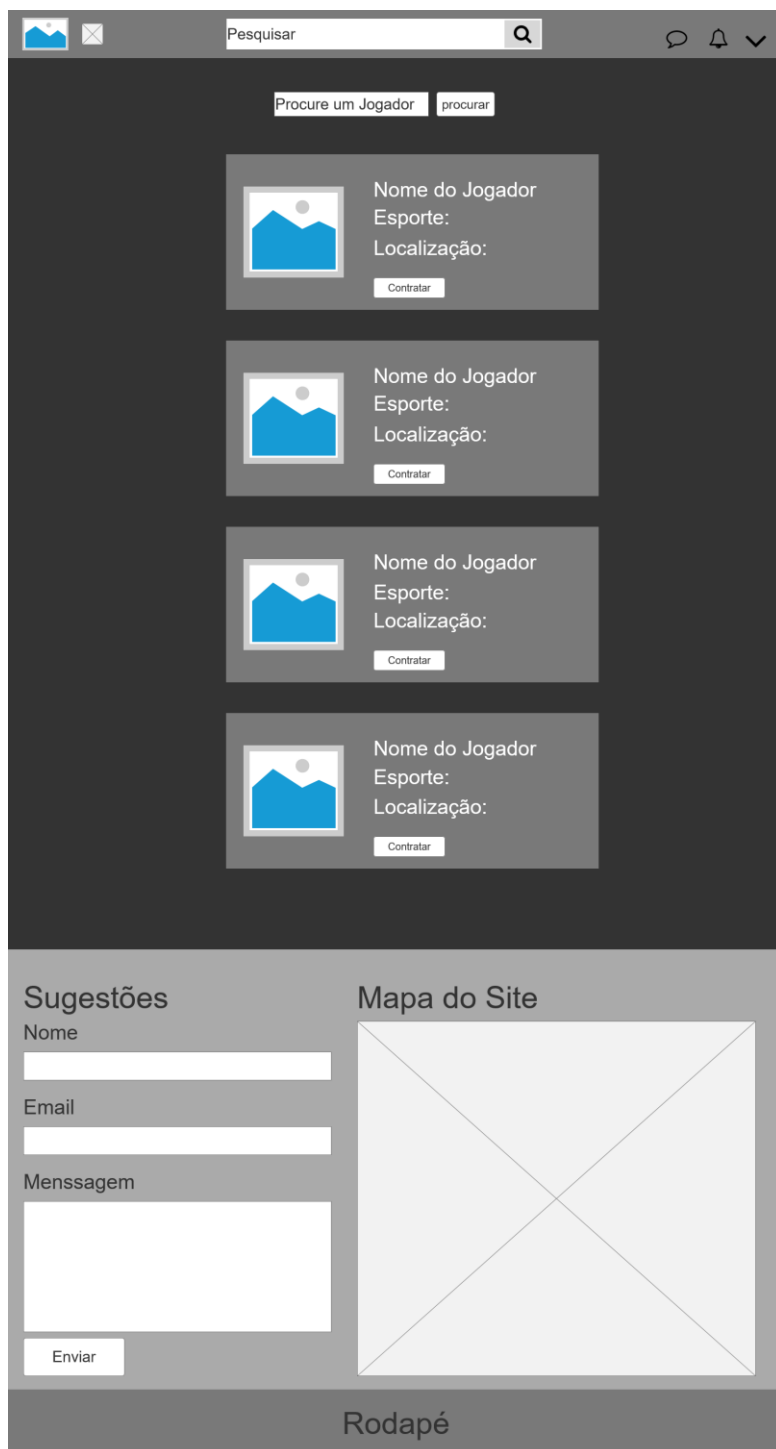 Pesquisar
Procure um Jogador
procurar
Nome do Jogador
Esporte:
Localização:
Contratar
Nome do Jogador
Esporte:
Localização:
Contratar
Nome do Jogador
Esporte:
Localização:
Contratar
Nome do Jogador
Esporte:
Localização:
Contratar
Sugestões
Nome
Email
Menssagem
Enviar
Mapa do Site
Rodapé